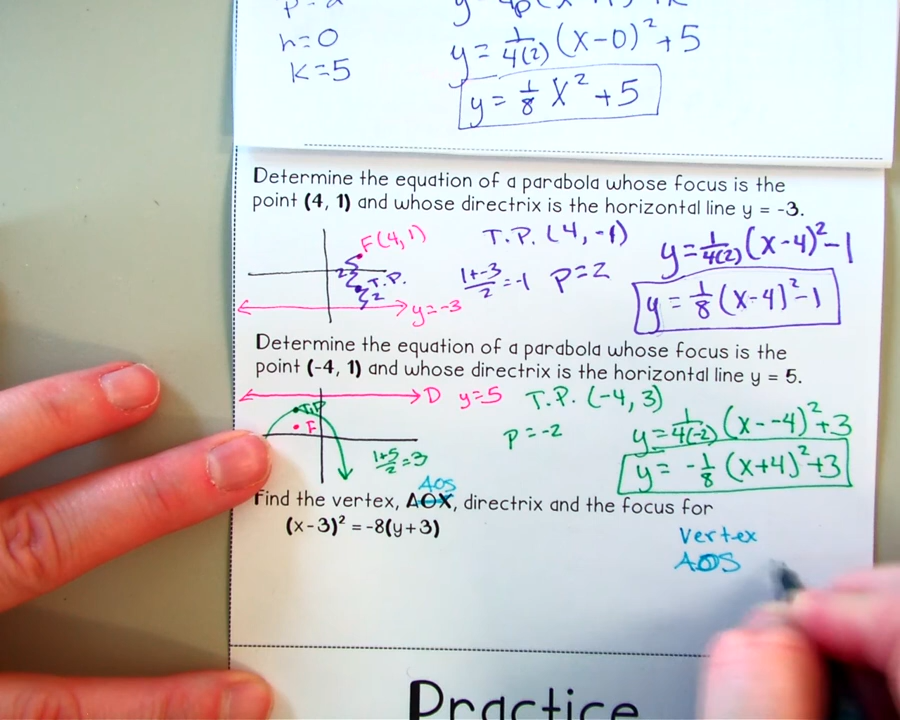 h=0
k=5
y = 1/4(2) (x-0)² + 5
y = 1/8 x² + 5
Determine the equation of a parabola whose focus is the
point (4, 1) and whose directrix is the horizontal line y = -3.
F(4,1)
2
T.P.
2
y=-3
T.P. (4, -1)
1+-3/2 = -1
p=2
y = 1/4(2) (x-4)² - 1
y = 1/8 (x-4)² - 1
Determine the equation of a parabola whose focus is the
point (-4, 1) and whose directrix is the horizontal line y = 5.
D y=5
T.P.
F
1+5/2 = 3
T.P. (-4, 3)
p=-2
y = 1/4(-2) (x--4)² + 3
y = -1/8 (x+4)² + 3
AOS
Find the vertex, AOX, directrix and the focus for
(x-3)² = -8(y+3)
Vertex
AOS
Practice